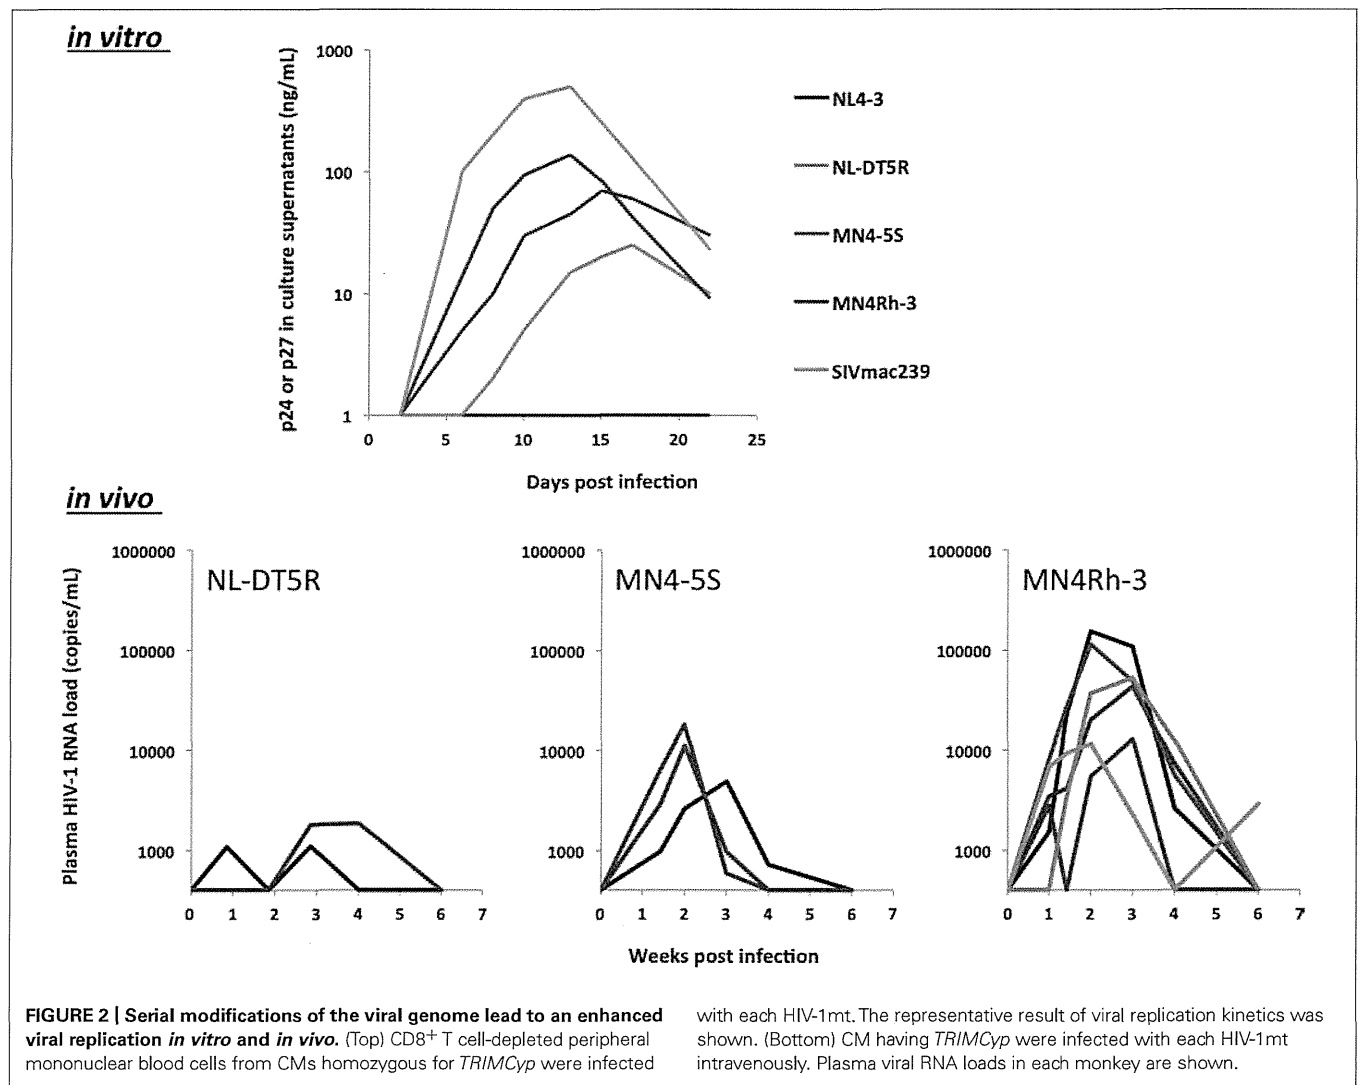 in vitro
p24 or p27 in culture supernatants (ng/mL)
1000
100
10
1
0 5 10 15 20 25
Days post infection
NL4-3
NL-DT5R
MN4-5S
MN4Rh-3
SIVmac239
in vivo
Plasma HIV-1 RNA load (copies/mL)
1000000
100000
10000
1000
0 1 2 3 4 5 6 7
NL-DT5R
1000000
100000
10000
1000
0 1 2 3 4 5 6 7
MN4-5S
1000000
100000
10000
1000
0 1 2 3 4 5 6 7
MN4Rh-3
Weeks post infection
FIGURE 2 | Serial modifications of the viral genome lead to an enhanced
viral replication in vitro and in vivo. (Top) CD8+ T cell-depleted peripheral
mononuclear blood cells from CMs homozygous for TRIMCyp were infected
with each HIV-1mt. The representative result of viral replication kinetics was
shown. (Bottom) CM having TRIMCyp were infected with each HIV-1mt
intravenously. Plasma viral RNA loads in each monkey are shown.